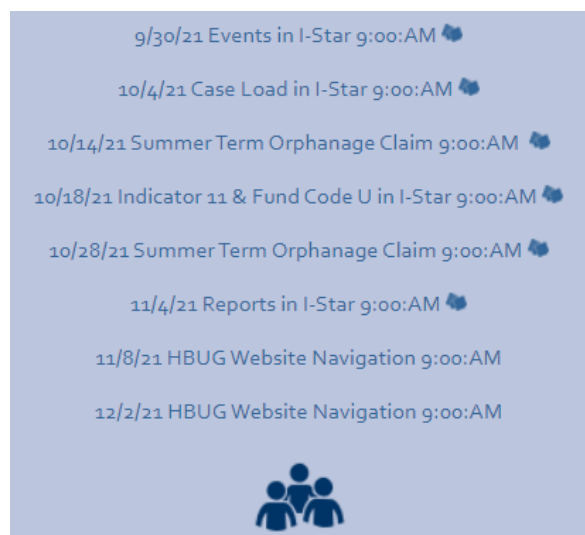 9/30/21 Events in I-Star 9:00:AM
10/4/21 Case Load in I-Star 9:00:AM
10/14/21 Summer Term Orphanage Claim 9:00:AM
10/18/21 Indicator 11 & Fund Code U in I-Star 9:00:AM
10/28/21 Summer Term Orphanage Claim 9:00:AM
11/4/21 Reports in I-Star 9:00:AM
11/8/21 HBUG Website Navigation 9:00:AM
12/2/21 HBUG Website Navigation 9:00:AM